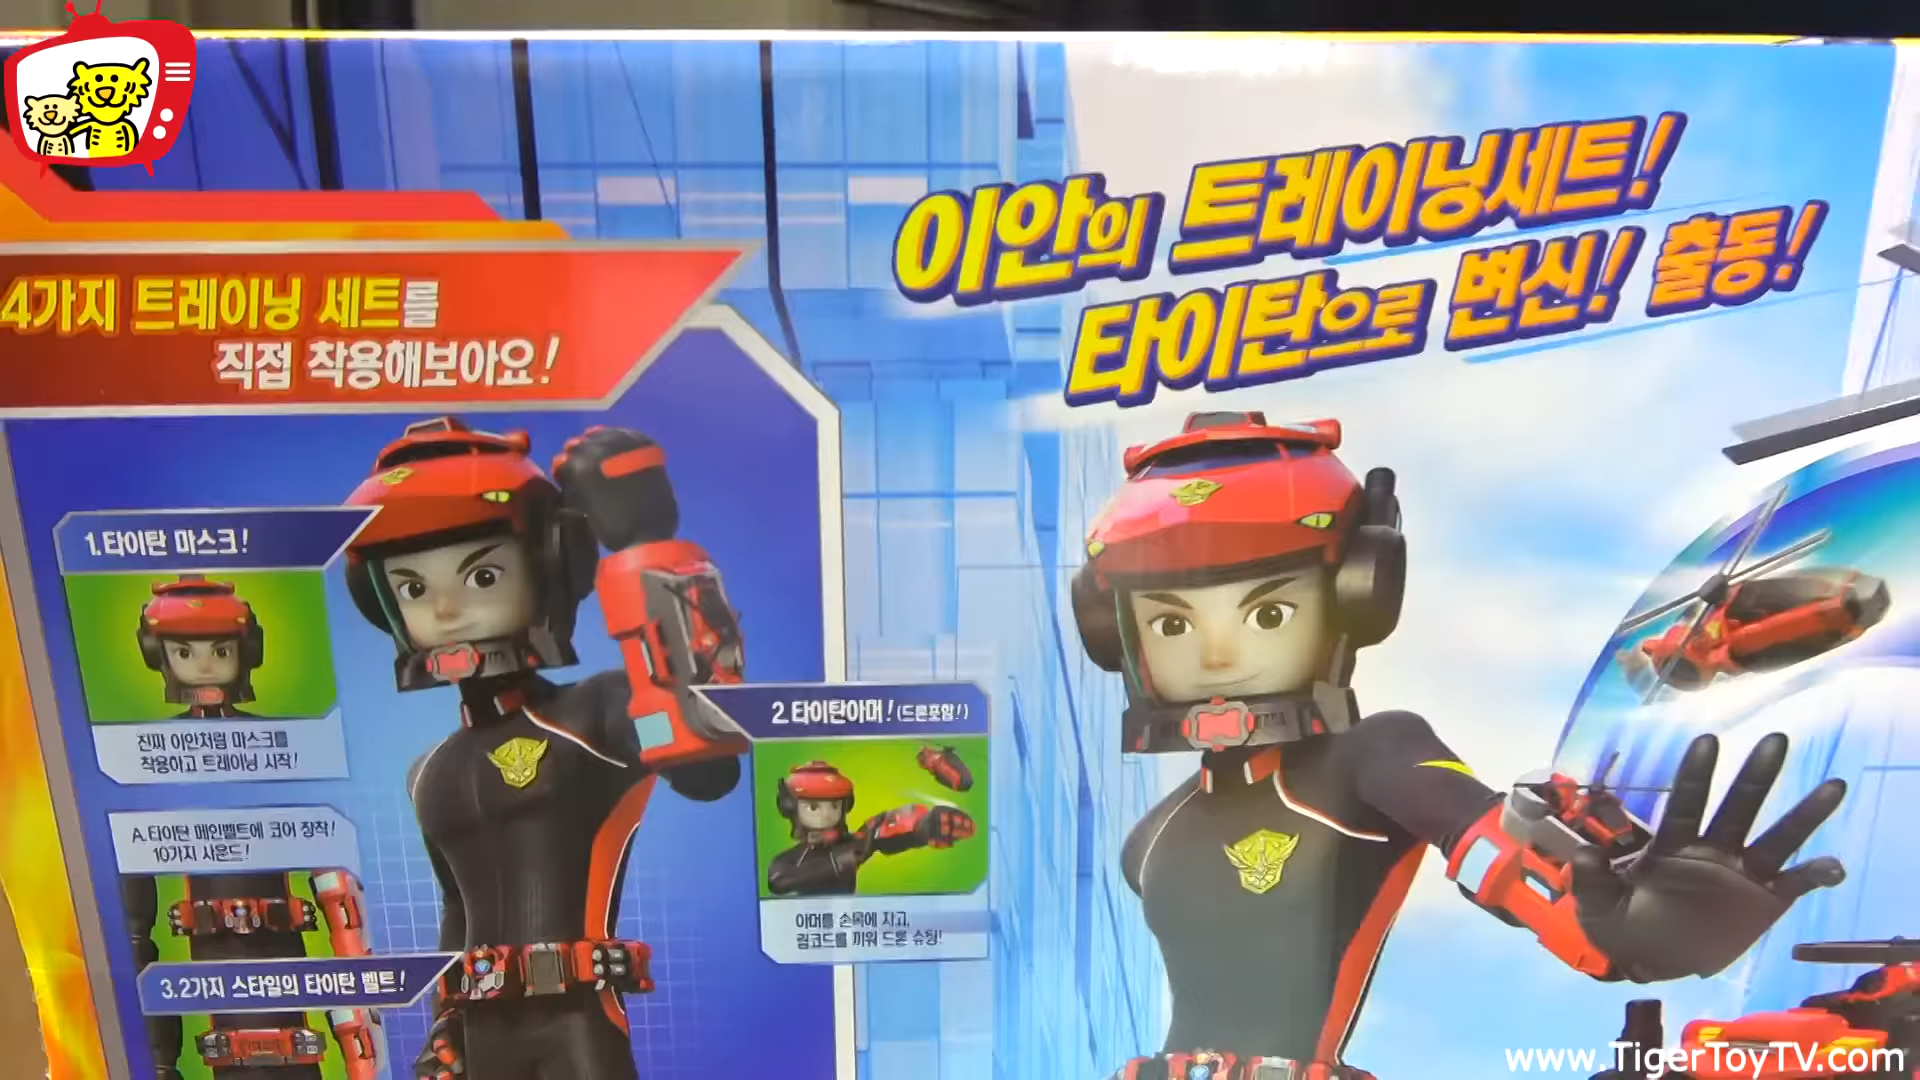 이안의 트레이닝세트!
타이탄으로 변신! 출동!
4가지 트레이닝 세트를
직접 착용해보아요!
1.타이탄 마스크!
진짜 이안처럼 마스크를
착용하고 트레이닝 시작!
2.타이탄아머!(드론포함!)
아머를 손목에 차고,
립코드를 끼워 드론 슈팅!
A.타이탄 메인벨트에 코어 장착!
10가지 사운드!
3.2가지 스타일의 타이탄 벨트!
www.TigerToyTV.com